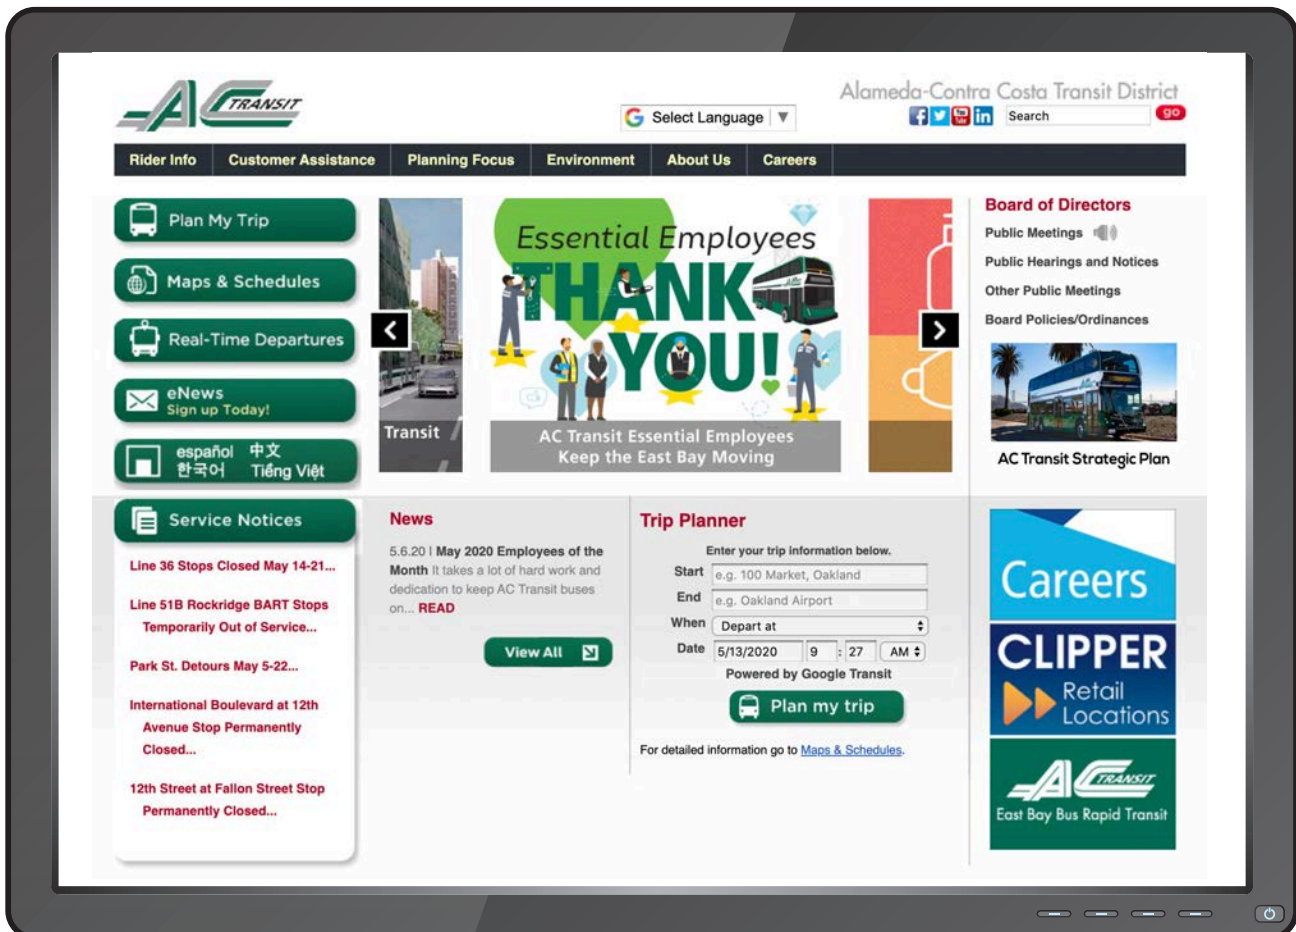 AC TRANSIT
Alameda-Contra Costa Transit District
G Select Language ▼
f You Tube in Search go
Rider Info Customer Assistance Planning Focus Environment About Us Careers
Plan My Trip
Maps & Schedules
Real-Time Departures
eNews
Sign up Today!
español 中文
한국어 Tiếng Việt
Transit
Essential Employees
THANK
YOU!
AC Transit Essential Employees
Keep the East Bay Moving
Board of Directors
Public Meetings
Public Hearings and Notices
Other Public Meetings
Board Policies/Ordinances
AC Transit Strategic Plan
Service Notices
Line 36 Stops Closed May 14-21...
Line 51B Rockridge BART Stops
Temporarily Out of Service...
Park St. Detours May 5-22...
International Boulevard at 12th
Avenue Stop Permanently
Closed...
12th Street at Fallon Street Stop
Permanently Closed...
News
5.6.20 | May 2020 Employees of the
Month It takes a lot of hard work and
dedication to keep AC Transit buses
on... READ
View All
Trip Planner
Enter your trip information below.
Start e.g. 100 Market, Oakland
End e.g. Oakland Airport
When Depart at
Date 5/13/2020 9 : 27 AM
Powered by Google Transit
Plan my trip
For detailed information go to Maps & Schedules.
Careers
CLIPPER
Retail
Locations
AC TRANSIT
East Bay Bus Rapid Transit